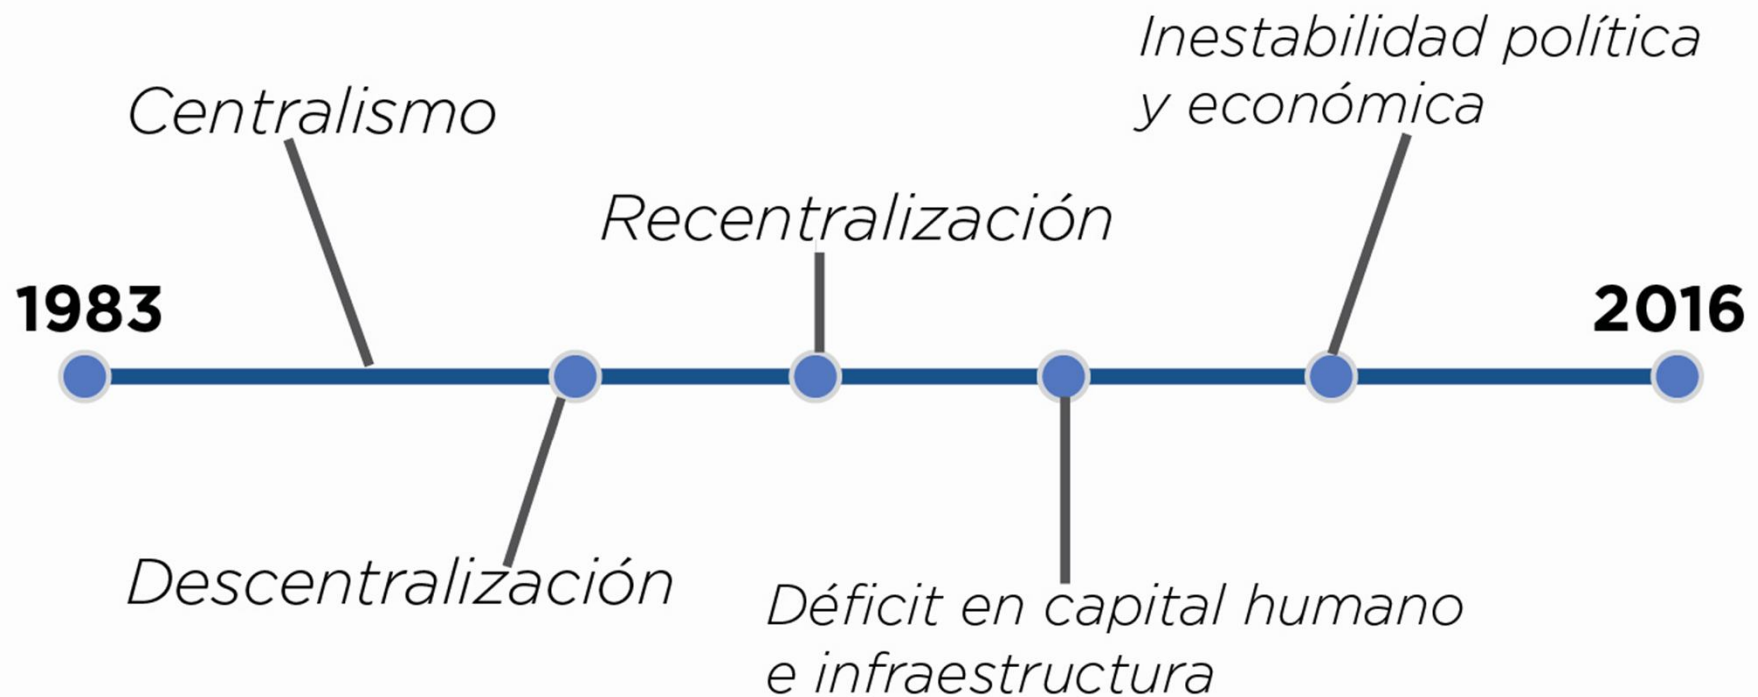 Inestabilidad política
y económica
Centralismo
Recentralización
1983
2016
Descentralización
Déficit en capital humano
e infraestructura